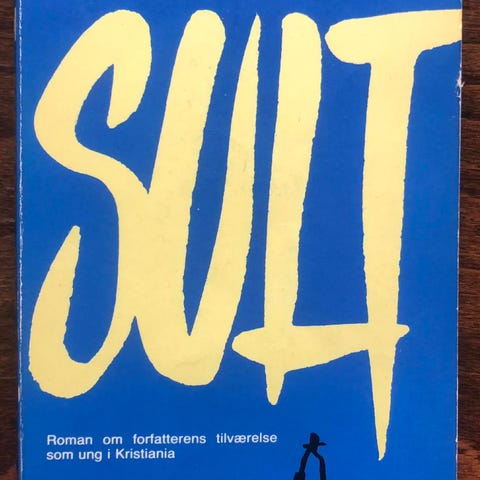 SULT
Roman om forfatterens tilværelse
som ung i Kristiania